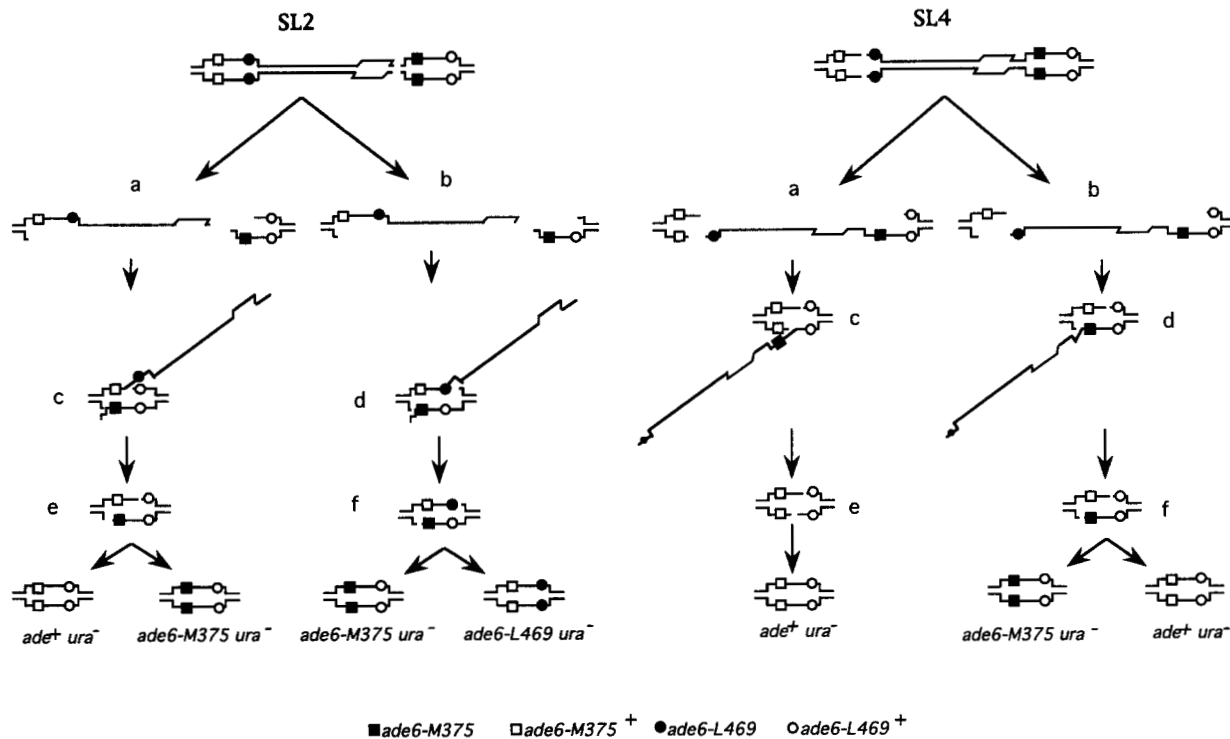 SL2
SL4
a
b
a
b
c
d
c
d
e
f
e
f
ade+ ura-
ade6-M375 ura-
ade6-M375 ura-
ade6-L469 ura-
ade+ ura-
ade6-M375 ura-
ade+ ura-
ade6-M375
ade6-M375+
ade6-L469
ade6-L469+